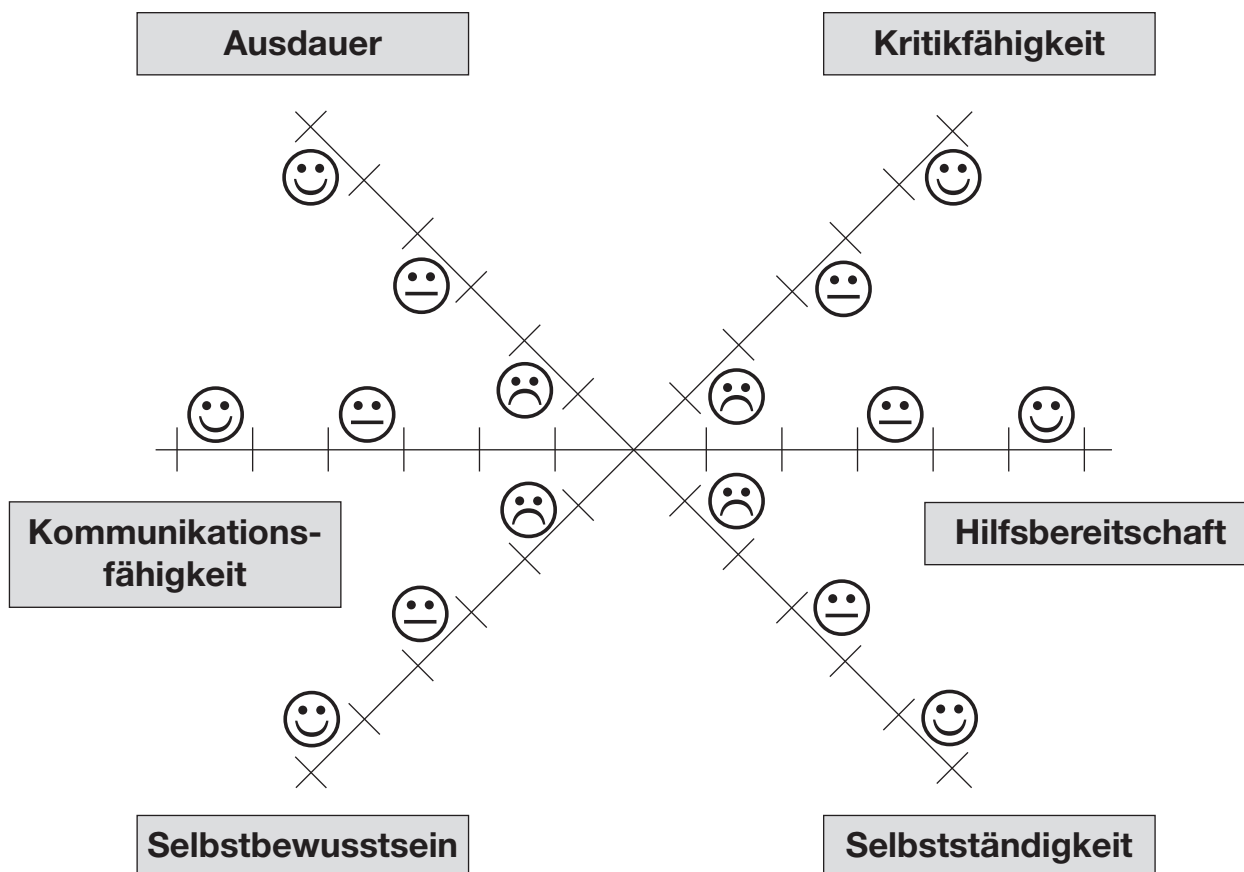 Ausdauer
Kritikfähigkeit
Kommunikations-
fähigkeit
Hilfsbereitschaft
Selbstbewusstsein
Selbstständigkeit